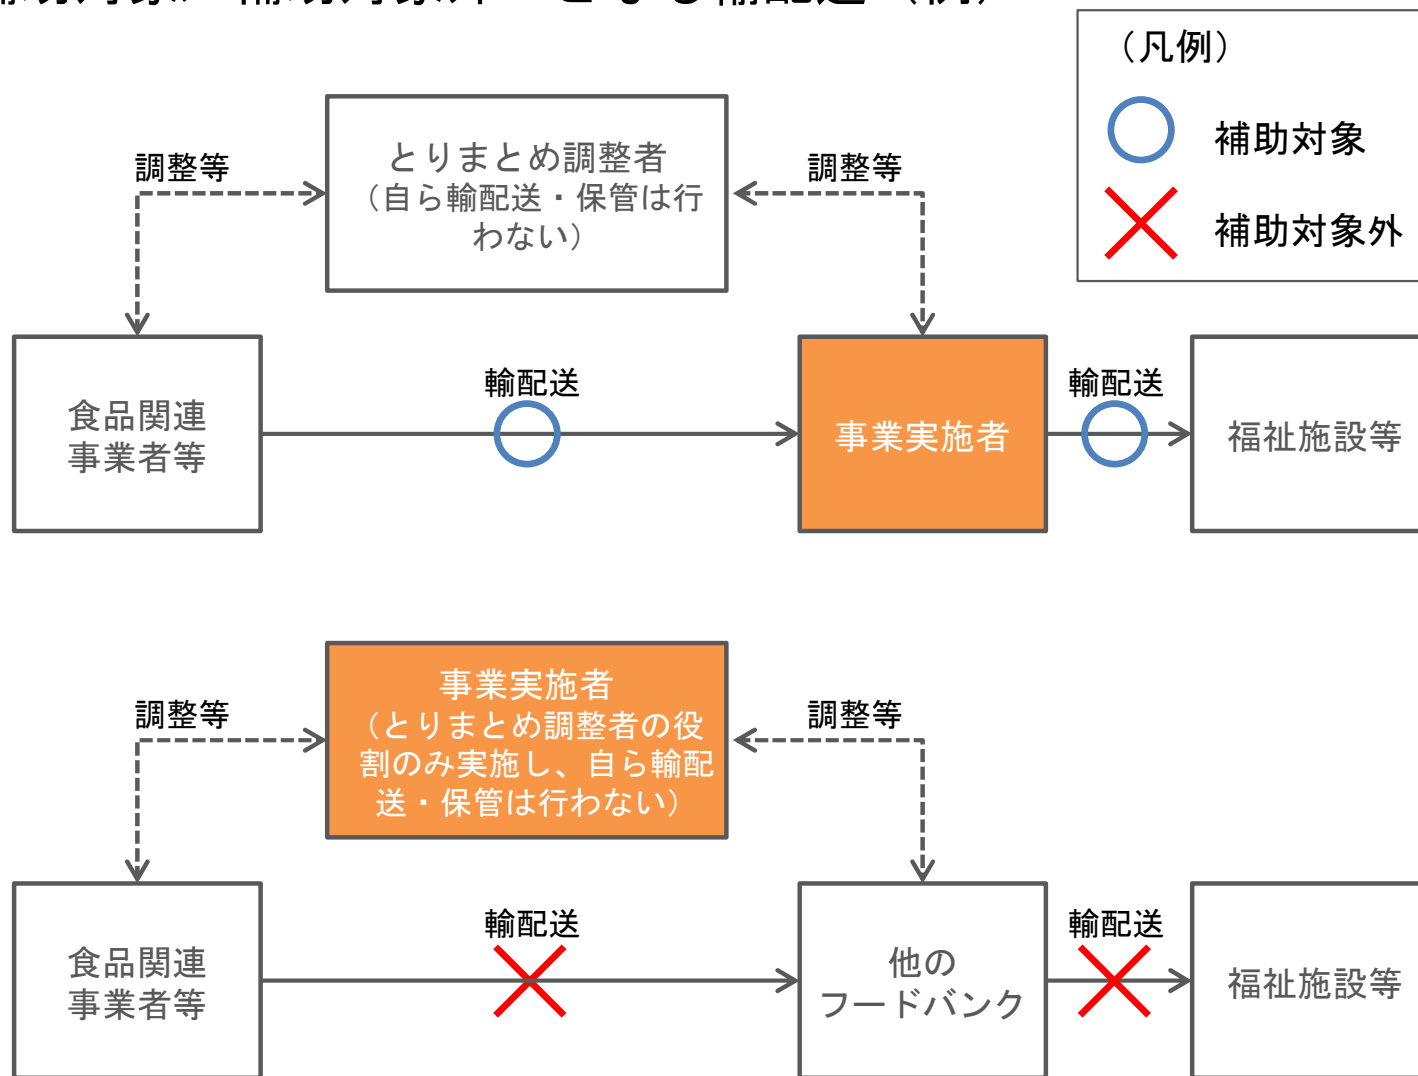 （凡例）
補助対象
補助対象外
とりまとめ調整者
（自ら輸配送・保管は行
わない）
調整等
調整等
食品関連
事業者等
輸配送
事業実施者
輸配送
福祉施設等
事業実施者
（とりまとめ調整者の役
割のみ実施し、自ら輸配
送・保管は行わない）
調整等
調整等
食品関連
事業者等
輸配送
他の
フードバンク
輸配送
福祉施設等